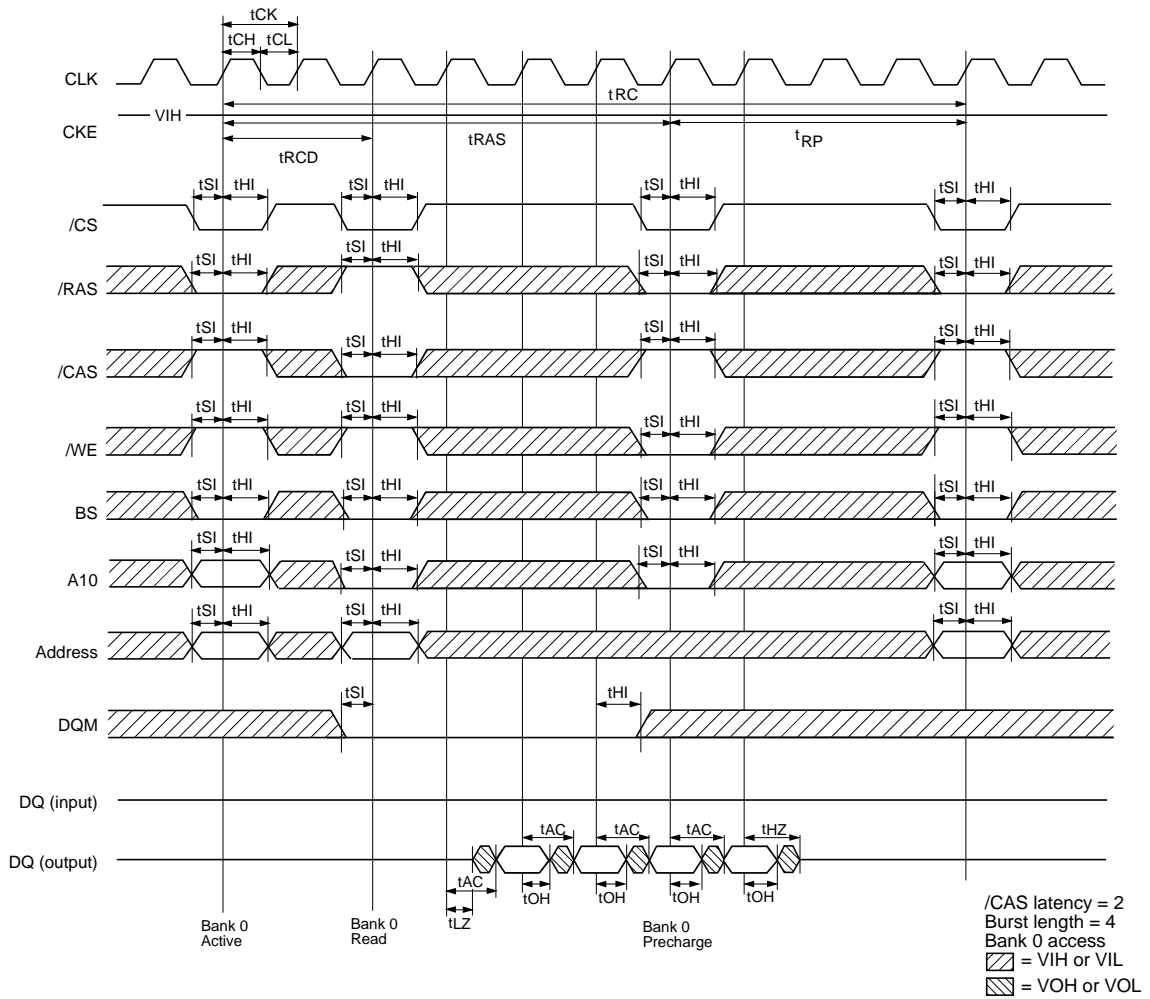 tCK
tCH tCL
CLK
tRC
VIH
CKE
tRAS
tRP
tRCD
tSI tHI tSI tHI tSI tHI tSI tHI
/CS
tSI tHI tSI tHI tSI tHI tSI tHI
/RAS
tSI tHI tSI tHI tSI tHI tSI tHI
/CAS
tSI tHI tSI tHI tSI tHI tSI tHI
/WE
tSI tHI tSI tHI tSI tHI tSI tHI
BS
tSI tHI tSI tHI tSI tHI tSI tHI
A10
tSI tHI tSI tHI tSI tHI
Address
tSI tHI
DQM
DQ (input)
tAC tAC tAC tHZ
DQ (output)
tAC
tOH tOH tOH tOH
tLZ
Bank 0
Active
Bank 0
Read
Bank 0
Precharge
/CAS latency = 2
Burst length = 4
Bank 0 access
= VIH or VIL
= VOH or VOL